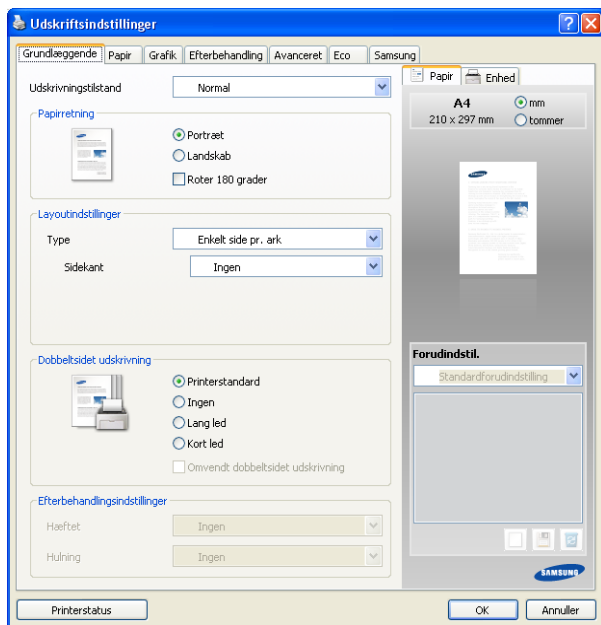 Udskriftsindstillinger
Grundlæggende Papir Grafik Efterbehandling Avanceret Eco Samsung
Udskrivningstilstand Normal
Papirretning
Portræt
Landskab
Roter 180 grader
Layoutindstillinger
Type Enkelt side pr. ark
Sidekant Ingen
Dobbeltsidet udskrivning
Printerstandard
Ingen
Lang led
Kort led
Omvendt dobbeltsidet udskrivning
Efterbehandlingsindstillinger
Hæftet Ingen
Hulning Ingen
Papir Enhed
A4 mm
210 x 297 mm tommer
Forudindstil.
Standardforudindstilling
SAMSUNG
Printerstatus OK Annuller